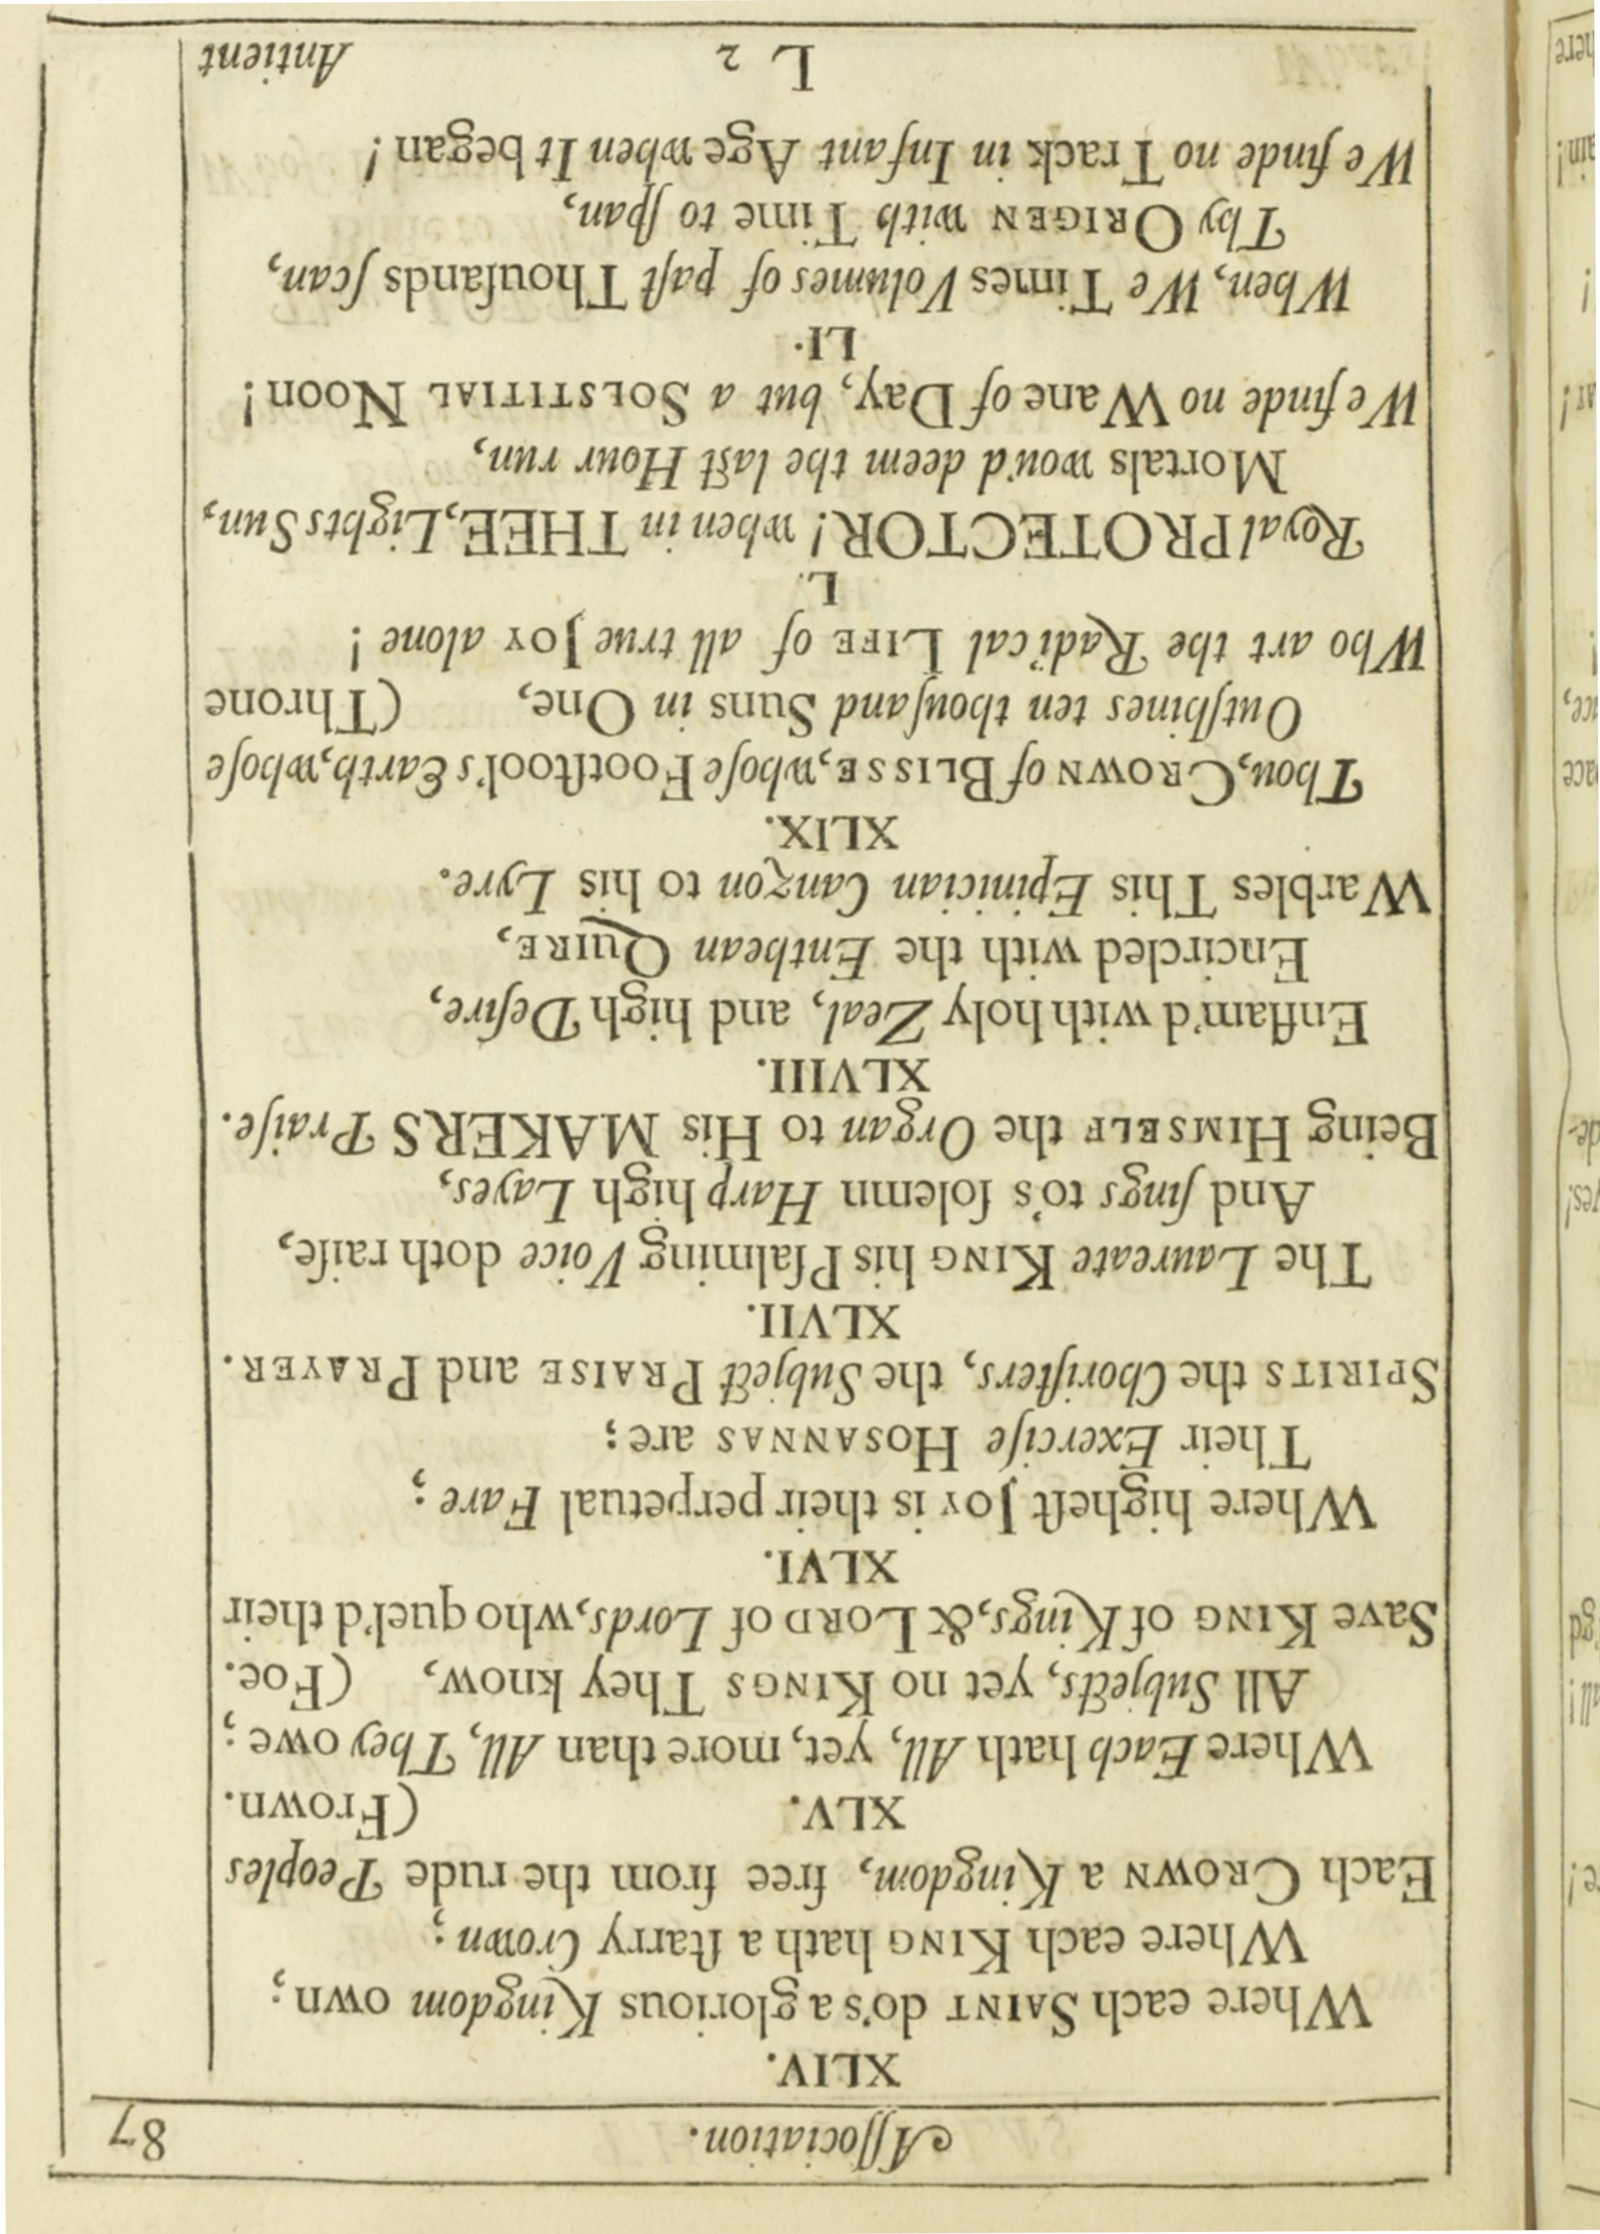 Aſſociation. 87
XLIV.
Where each SAINT do's a glorious Kingdom own;
Where each KING hath a ſtarry Crown;
Each CROWN a Kingdom, free from the rude Peoples
XLV. (Frown.
Where Each hath All, yet, more than All, They owe;
All Subjects, yet no KINGS They know, (Foe.
Save KING of Kings, & LORD of Lords, who quel'd their
XLVI.
Where higheſt JOY is their perpetual Fare;
Their Exerciſe HOSANNAS are;
SPIRITS the Choriſters, the Subject PRAISE and PRAYER.
XLVII.
The Laureate KING his Pſalming Voice doth raiſe,
And ſings to's ſolemn Harp high Layes,
Being HIMSELF the Organ to His MAKERS Praiſe.
XLVIII.
Enflam'd with holy Zeal, and high Deſire,
Encircled with the Enthean QUIRE,
Warbles This Epinician Canzon to his Lyre.
XLIX.
Thou, CROWN of BLISSE, whoſe Footſtool's Earth, whoſe
Outſhines ten thouſand Suns in One, (Throne
Who art the Radical LIFE of all true JOY alone!
L.
Royal PROTECTOR! when in THEE, Lights Sun,
Mortals wou'd deem the laſt Hour run,
We finde no Wane of Day, but a SOLSTITIAL Noon!
LI.
When, We Times Volumes of paſt Thouſands ſcan,
Thy ORIGEN with Time to ſpan,
We finde no Track in Infant Age when It began!
L 2 Antient